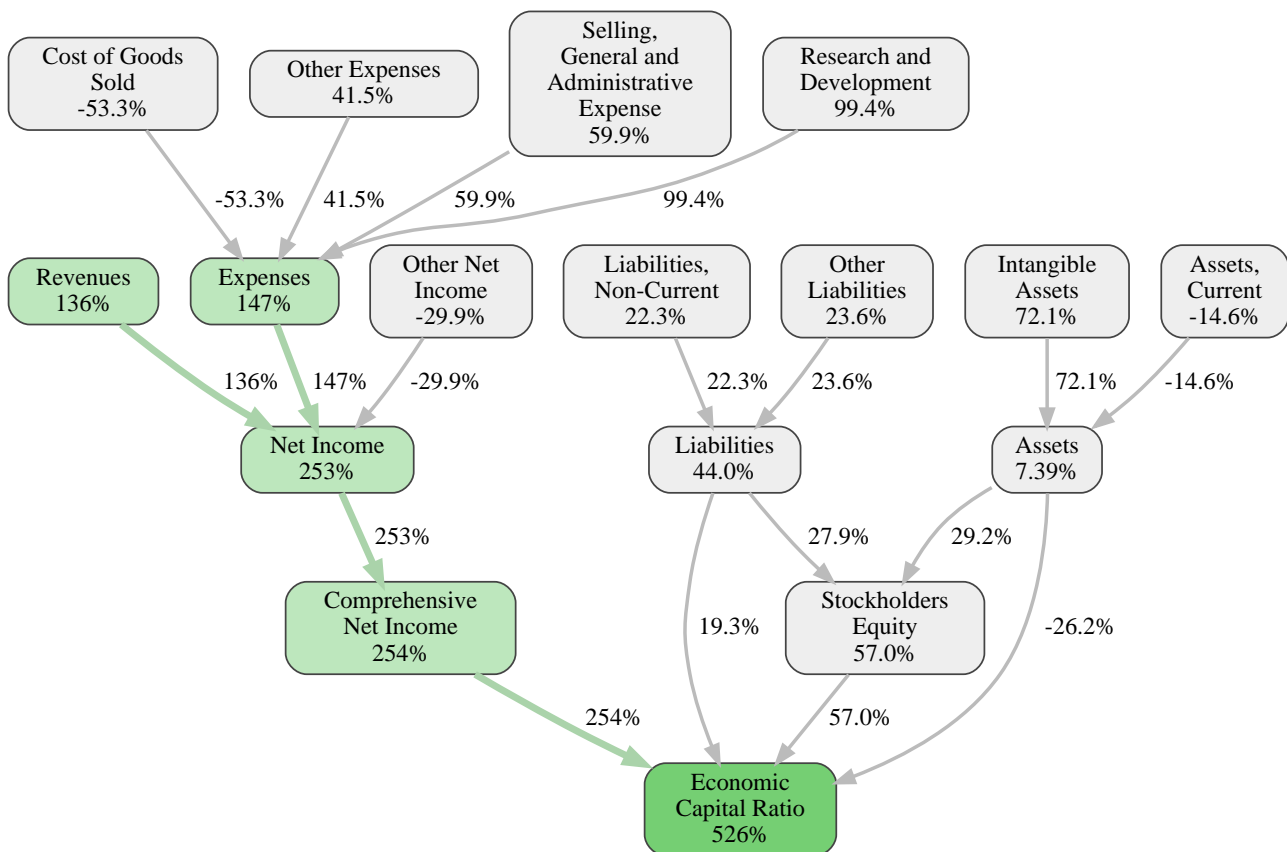 Cost of Goods
Sold
-53.3%
Other Expenses
41.5%
Selling,
General and
Administrative
Expense
59.9%
Research and
Development
99.4%
-53.3%
41.5%
59.9%
99.4%
Revenues
136%
Expenses
147%
Other Net
Income
-29.9%
Liabilities,
Non-Current
22.3%
Other
Liabilities
23.6%
Intangible
Assets
72.1%
Assets,
Current
-14.6%
136%
147%
-29.9%
22.3%
23.6%
72.1%
-14.6%
Net Income
253%
Liabilities
44.0%
Assets
7.39%
253%
27.9%
29.2%
Comprehensive
Net Income
254%
19.3%
Stockholders
Equity
57.0%
-26.2%
254%
57.0%
Economic
Capital Ratio
526%